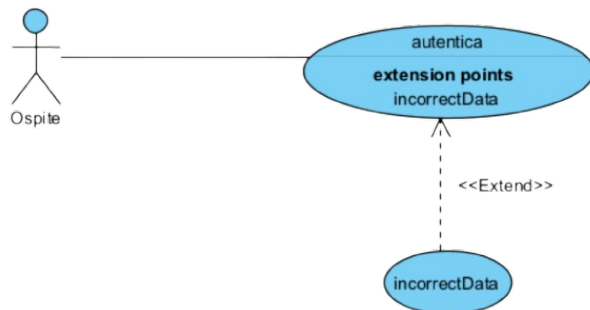 autentica
extension points
incorrectData
Ospite
<<Extend>>
incorrectData